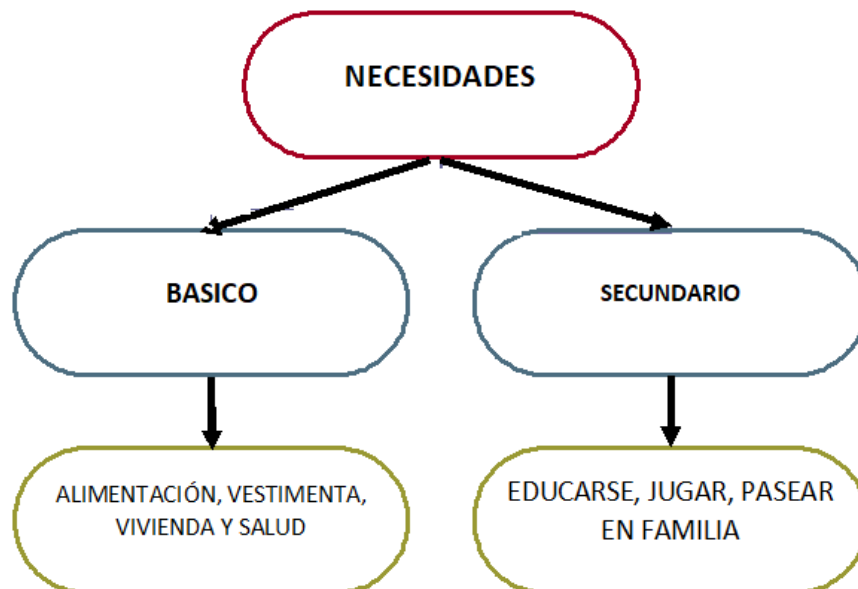 NECESIDADES
BASICO
SECUNDARIO
ALIMENTACIÓN, VESTIMENTA,
VIVIENDA Y SALUD
EDUCARSE, JUGAR, PASEAR
EN FAMILIA